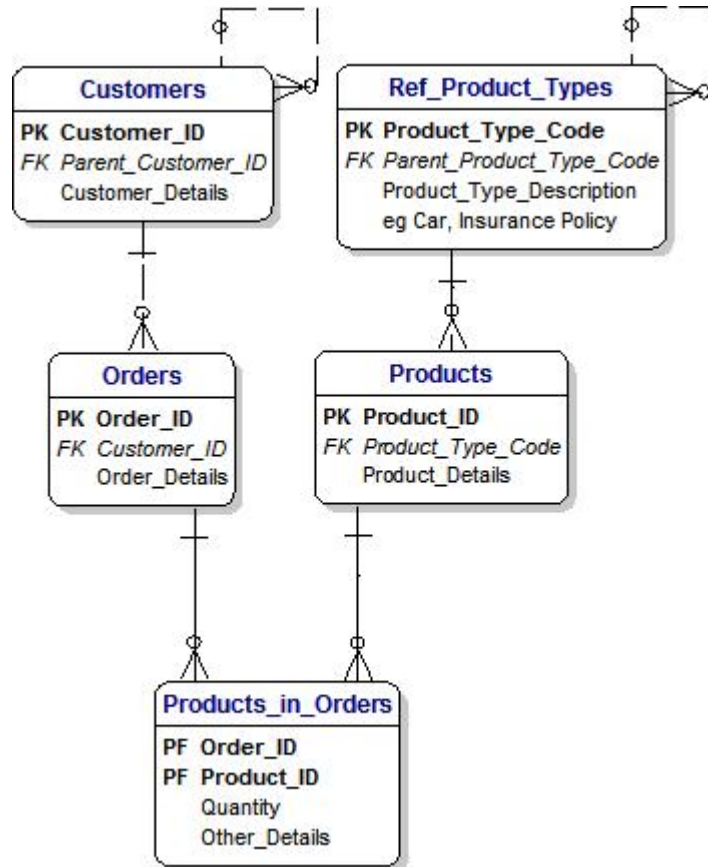 Customers
PK Customer_ID
FK Parent_Customer_ID
Customer_Details
Ref_Product_Types
PK Product_Type_Code
FK Parent_Product_Type_Code
Product_Type_Description
eg Car, Insurance Policy
Orders
PK Order_ID
FK Customer_ID
Order_Details
Products
PK Product_ID
FK Product_Type_Code
Product_Details
Products_in_Orders
PF Order_ID
PF Product_ID
Quantity
Other_Details